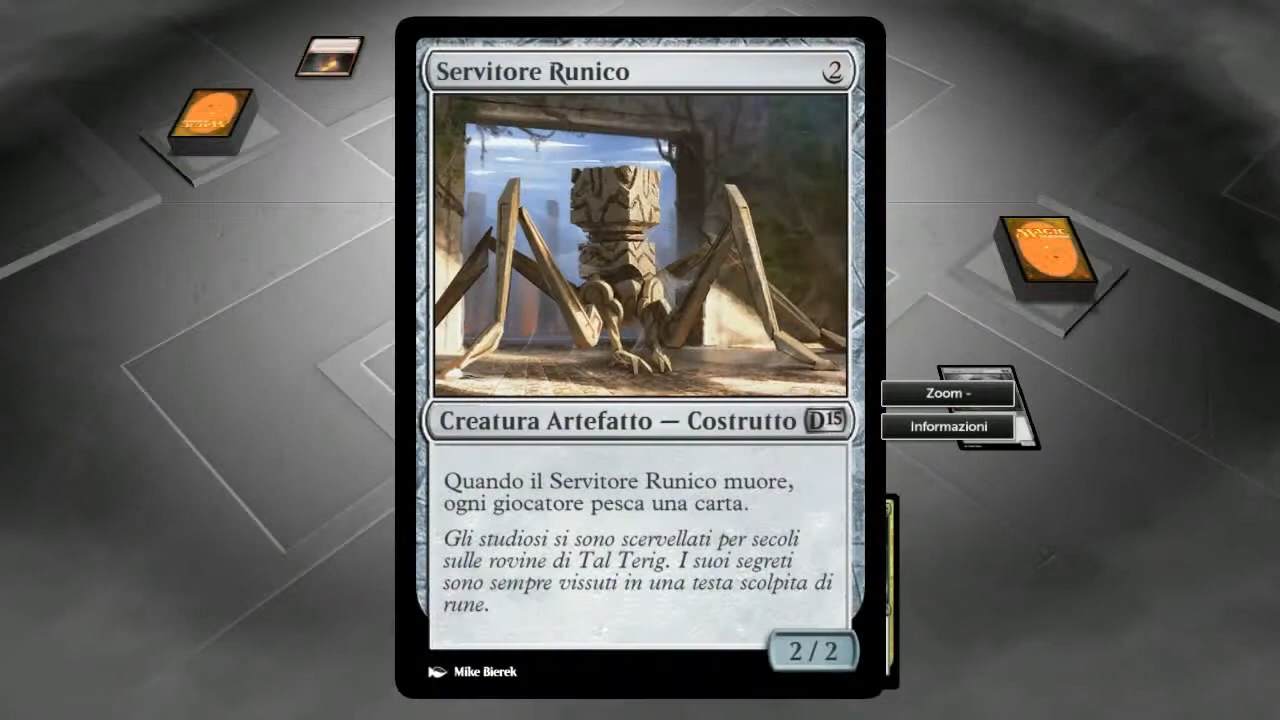 Servitore Runico 2
Creatura Artefatto — Costrutto D15
Quando il Servitore Runico muore,
ogni giocatore pesca una carta.
Gli studiosi si sono scervellati per secoli
sulle rovine di Tal Terig. I suoi segreti
sono sempre vissuti in una testa scolpita di
rune.
2 / 2
Mike Bierek
MAGIC
Zoom -
Informazioni